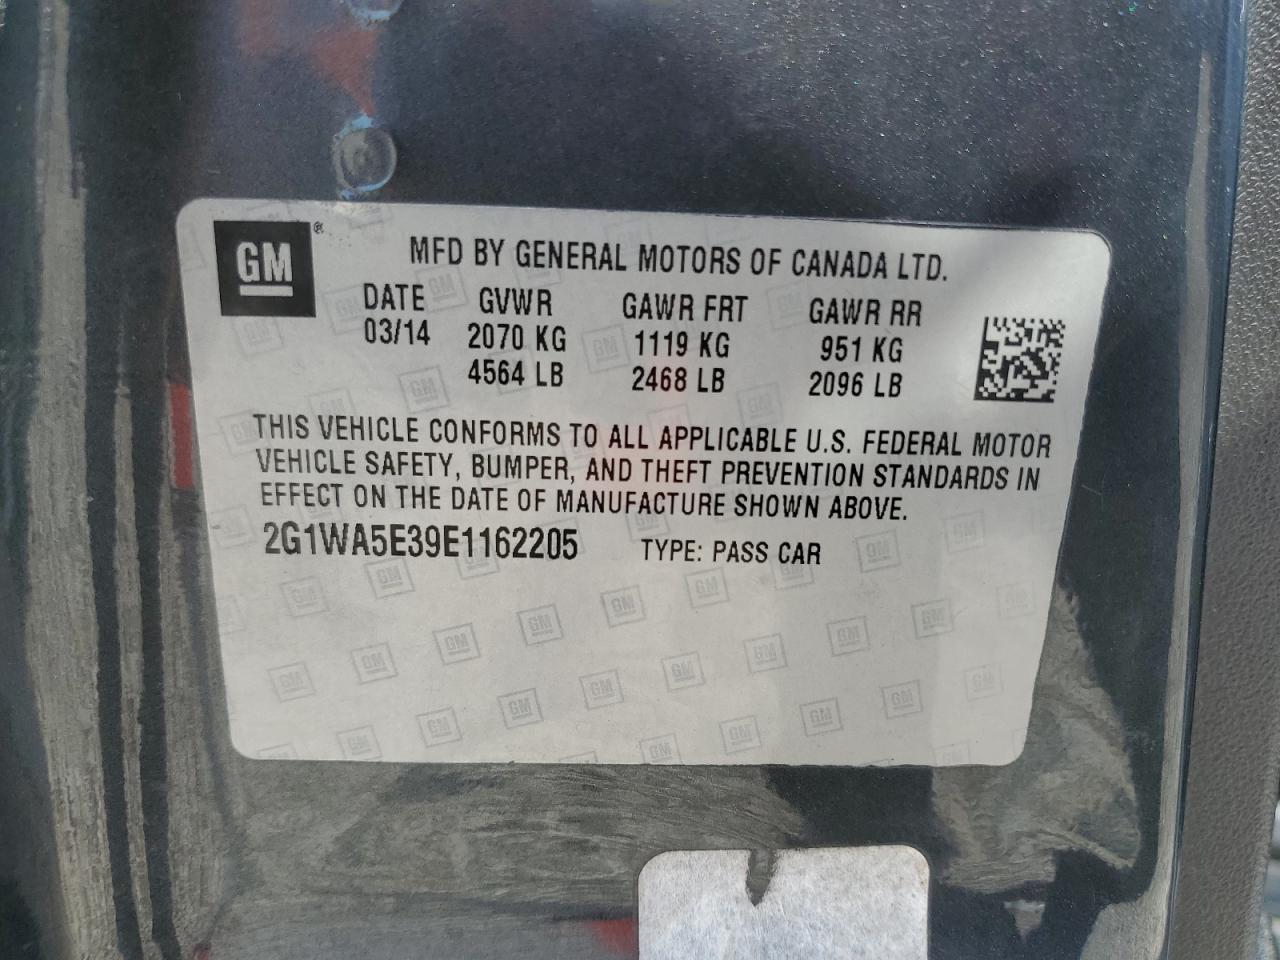 GM®
MFD BY GENERAL MOTORS OF CANADA LTD.
DATE GVWR GAWR FRT GAWR RR
03/14 2070 KG 1119 KG 951 KG
4564 LB 2468 LB 2096 LB
THIS VEHICLE CONFORMS TO ALL APPLICABLE U.S. FEDERAL MOTOR
VEHICLE SAFETY, BUMPER, AND THEFT PREVENTION STANDARDS IN
EFFECT ON THE DATE OF MANUFACTURE SHOWN ABOVE.
2G1WA5E39E1162205 TYPE: PASS CAR